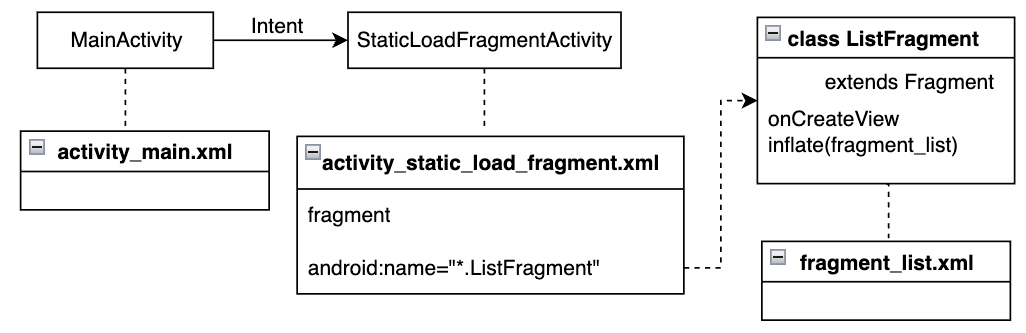 MainActivity
Intent
StaticLoadFragmentActivity
activity_main.xml
activity_static_load_fragment.xml
fragment
android:name="*.ListFragment"
class ListFragment
extends Fragment
onCreateView
inflate(fragment_list)
fragment_list.xml